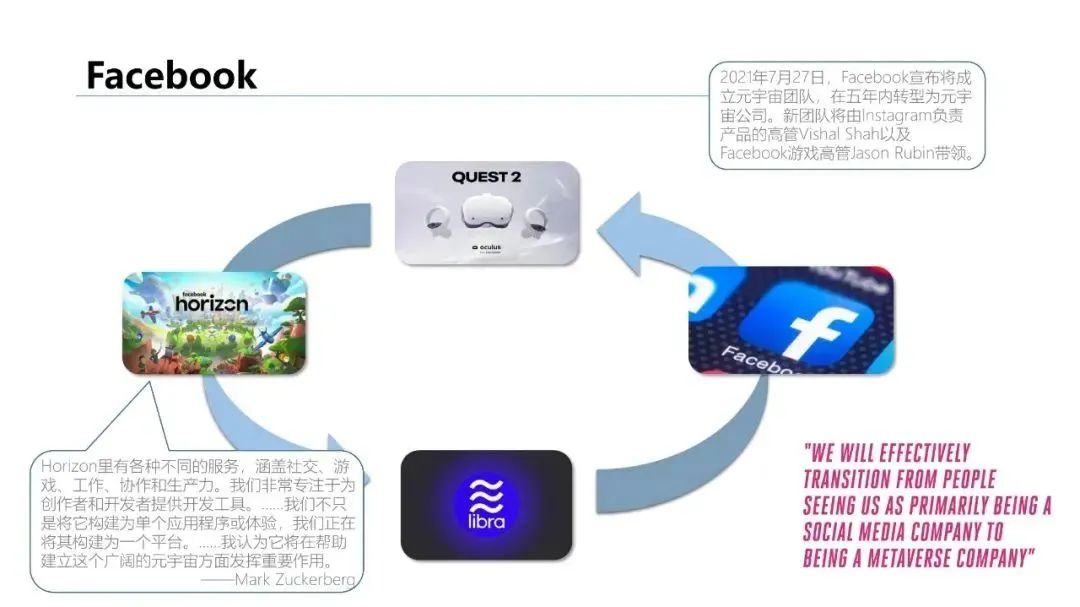 Facebook
2021年7月27日，Facebook宣布将成
立元宇宙团队，在五年内转型为元宇
宙公司。新团队将由Instagram负责
产品的高管Vishal Shah以及
Facebook游戏高管Jason Rubin带领。
QUEST 2
oculus
facebook
horizon
YouTube
Facebo
Horizon里有各种不同的服务，涵盖社交、游
戏、工作、协作和生产力。我们非常专注于为
创作者和开发者提供开发工具。……我们不只
是将它构建为单个应用程序或体验，我们正在
将其构建为一个平台。……我认为它将在帮助
建立这个广阔的元宇宙方面发挥重要作用。
——Mark Zuckerberg
libra
"WE WILL EFFECTIVELY
TRANSITION FROM PEOPLE
SEEING US AS PRIMARILY BEING A
SOCIAL MEDIA COMPANY TO
BEING A METAVERSE COMPANY"